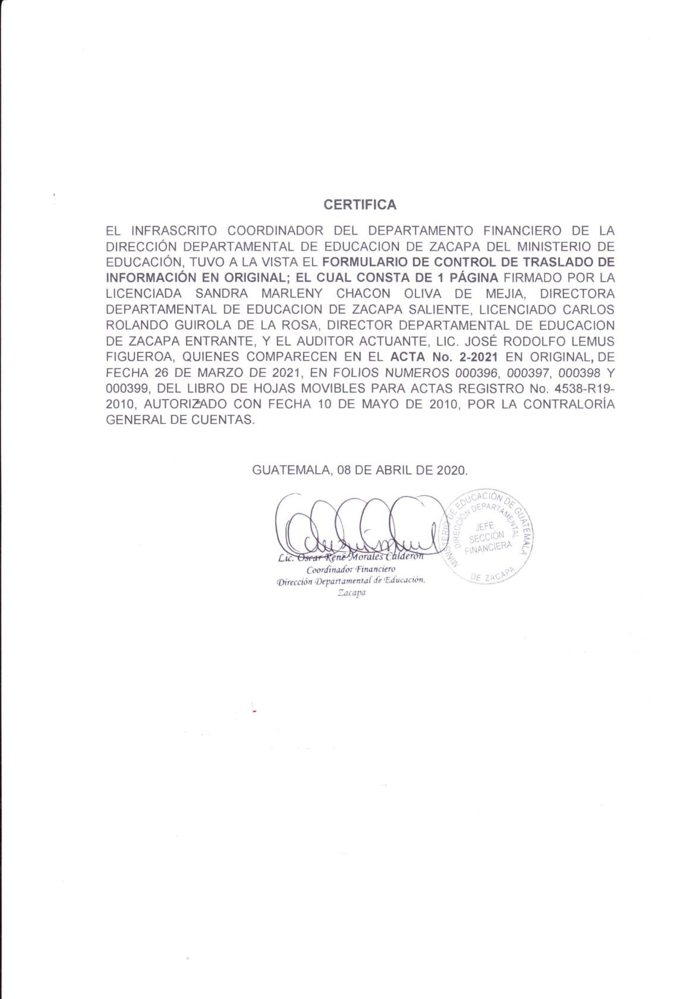 CERTIFICA
EL INFRASCRITO COORDINADOR DEL DEPARTAMENTO FINANCIERO DE LA
DIRECCIÓN DEPARTAMENTAL DE EDUCACION DE ZACAPA DEL MINISTERIO DE
EDUCACIÓN, TUVO A LA VISTA EL FORMULARIO DE CONTROL DE TRASLADO DE
INFORMACIÓN EN ORIGINAL; EL CUAL CONSTA DE 1 PÁGINA FIRMADO POR LA
LICENCIADA SANDRA MARLENY CHACON OLIVA DE MEJIA, DIRECTORA
DEPARTAMENTAL DE EDUCACION DE ZACAPA SALIENTE, LICENCIADO CARLOS
ROLANDO GUIROLA DE LA ROSA, DIRECTOR DEPARTAMENTAL DE EDUCACION
DE ZACAPA ENTRANTE, Y EL AUDITOR ACTUANTE, LIC. JOSÉ RODOLFO LEMUS
FIGUEROA, QUIENES COMPARECEN EN EL ACTA No. 2-2021 EN ORIGINAL, DE
FECHA 26 DE MARZO DE 2021, EN FOLIOS NUMEROS 000396, 000397, 000398 Y
000399, DEL LIBRO DE HOJAS MOVIBLES PARA ACTAS REGISTRO No. 4538-R19-
2010, AUTORIZADO CON FECHA 10 DE MAYO DE 2010, POR LA CONTRALORÍA
GENERAL DE CUENTAS.
GUATEMALA, 08 DE ABRIL DE 2020.
Lic. Oscar René Morales Calderón
Coordinador Financiero
Dirección Departamental de Educación,
Zacapa
MINISTERIO DE EDUCACIÓN DE GUATEMALA
DIRECCIÓN DEPARTAMENTAL
JEFE
SECCIÓN
FINANCIERA
DE ZACAPA